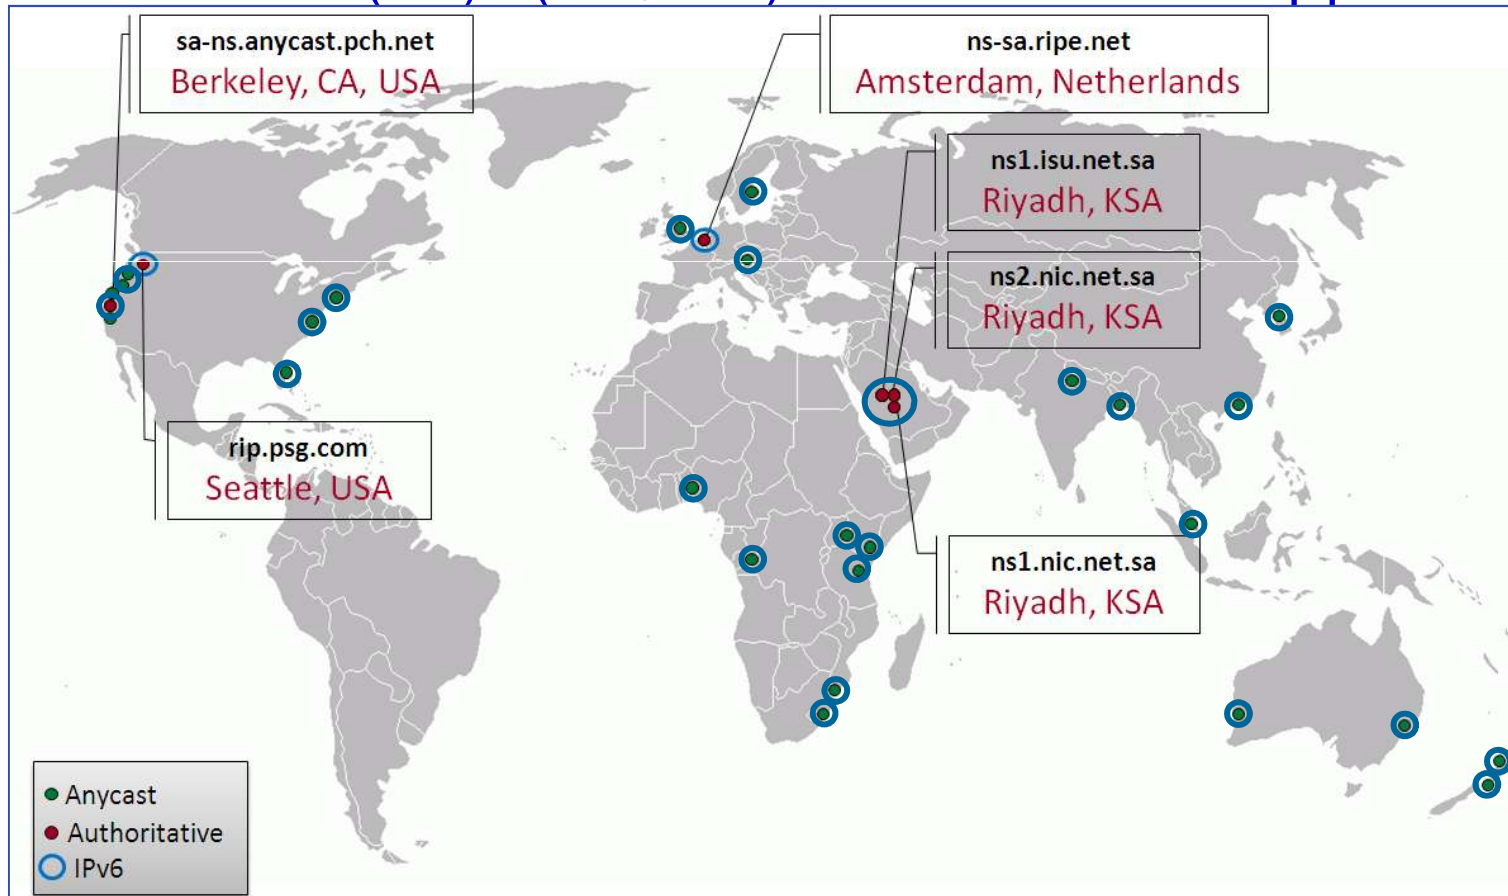 sa-ns.anycast.pch.net
Berkeley, CA, USA
ns-sa.ripe.net
Amsterdam, Netherlands
ns1.isu.net.sa
Riyadh, KSA
ns2.nic.net.sa
Riyadh, KSA
rip.psg.com
Seattle, USA
ns1.nic.net.sa
Riyadh, KSA
Anycast
Authoritative
IPv6